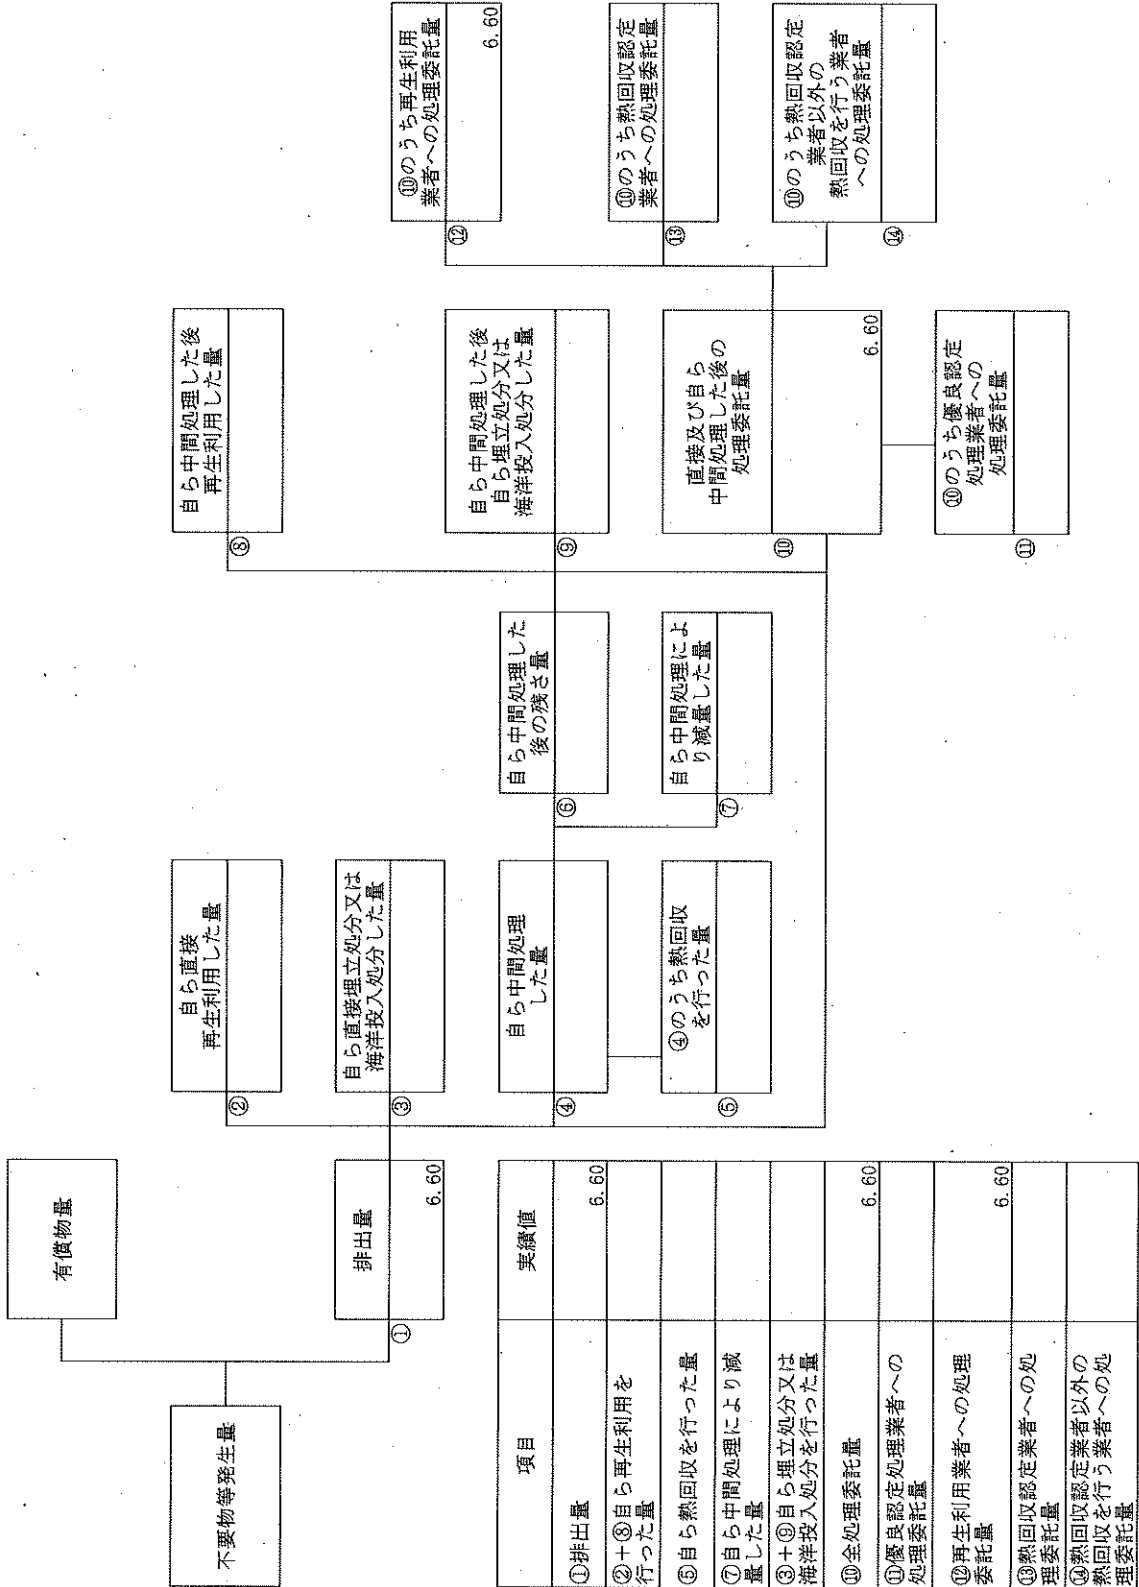 不要物等発生量
有償物量
排出量
①
6.60
自ら直接
再生利用した量
②
自ら直接埋立処分又は
海洋投入処分した量
③
自ら中間処理
した量
④
④のうち熱回収
を行った量
⑤
自ら中間処理した
後の残さ量
⑥
自ら中間処理によ
り減量した量
⑦
自ら中間処理した後
再生利用した量
⑧
自ら中間処理した後
自ら埋立処分又は
海洋投入処分した量
⑨
直接及び自ら
中間処理した後の
処理委託量
⑩
6.60
⑩のうち優良認定
処理業者への
処理委託量
⑪
⑩のうち再生利用
業者への処理委託量
⑫
6.60
⑩のうち熱回収認定
業者への処理委託量
⑬
⑩のうち熱回収認定
業者以外の
熱回収を行う業者
への処理委託量
⑭
項目
実績値
①排出量
6.60
②+⑧自ら再生利用を
行った量
⑤自ら熱回収を行った量
⑦自ら中間処理により減
量した量
③+⑨自ら埋立処分又は
海洋投入処分を行った量
⑩全処理委託量
6.60
⑪優良認定処理業者への
処理委託量
⑫再生利用業者への処理
委託量
6.60
⑬熱回収認定業者への処
理委託量
⑭熱回収認定業者以外の
熱回収を行う業者への処
理委託量